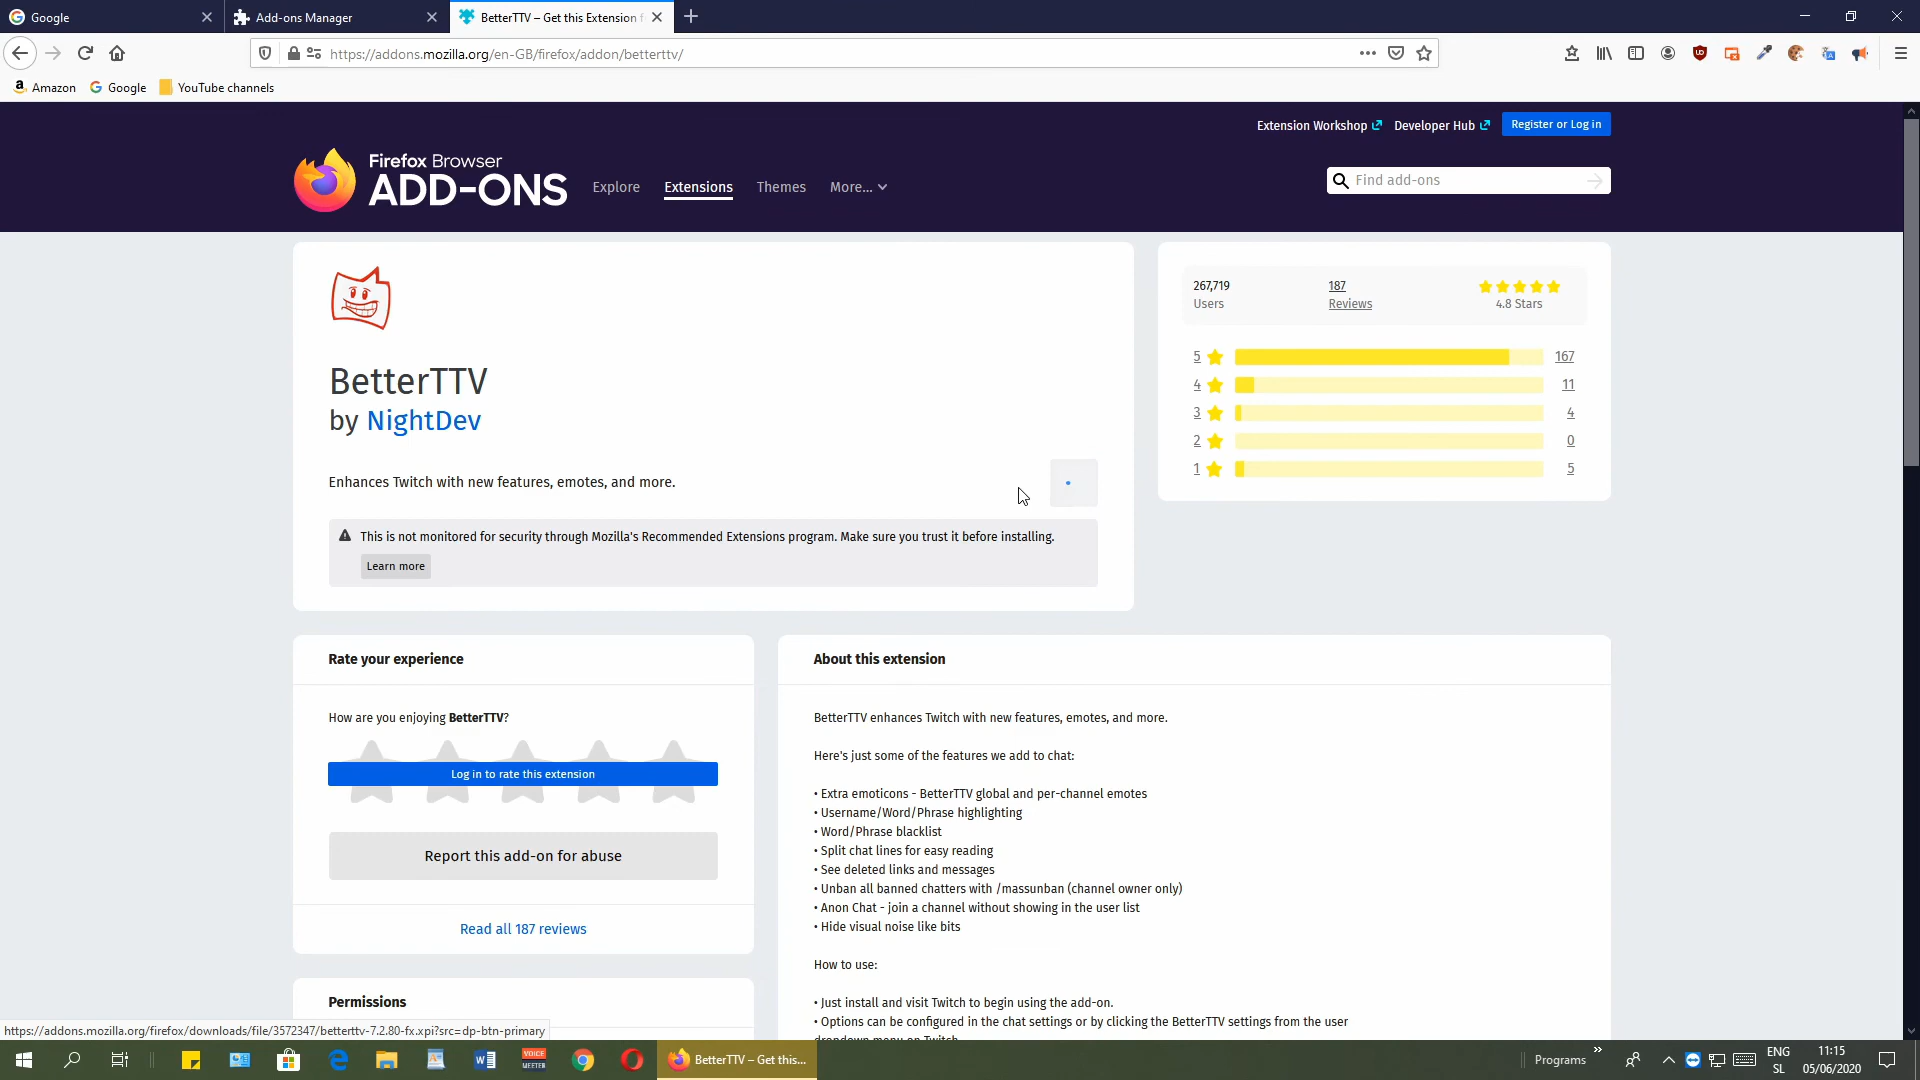 Google
Add-ons Manager
BetterTTV – Get this Extension f
https://addons.mozilla.org/en-GB/firefox/addon/betterttv/
Amazon
Google
YouTube channels
Extension Workshop
Developer Hub
Register or Log in
Firefox Browser
ADD-ONS
Explore
Extensions
Themes
More...
Find add-ons
BetterTTV
by NightDev
Enhances Twitch with new features, emotes, and more.
This is not monitored for security through Mozilla's Recommended Extensions program. Make sure you trust it before installing.
Learn more
267,719
Users
187
Reviews
4.8 Stars
5 167
4 11
3 4
2 0
1 5
Rate your experience
How are you enjoying BetterTTV?
Log in to rate this extension
Report this add-on for abuse
Read all 187 reviews
Permissions
About this extension
BetterTTV enhances Twitch with new features, emotes, and more.
Here's just some of the features we add to chat:
• Extra emoticons - BetterTTV global and per-channel emotes
• Username/Word/Phrase highlighting
• Word/Phrase blacklist
• Split chat lines for easy reading
• See deleted links and messages
• Unban all banned chatters with /massunban (channel owner only)
• Anon Chat - join a channel without showing in the user list
• Hide visual noise like bits
How to use:
• Just install and visit Twitch to begin using the add-on.
• Options can be configured in the chat settings or by clicking the BetterTTV settings from the user
dropdown menu on Twitch.
https://addons.mozilla.org/firefox/downloads/file/3572347/betterttv-7.2.80-fx.xpi?src=dp-btn-primary
VOICE
MEETER
BetterTTV – Get this...
Programs
ENG
SL
11:15
05/06/2020